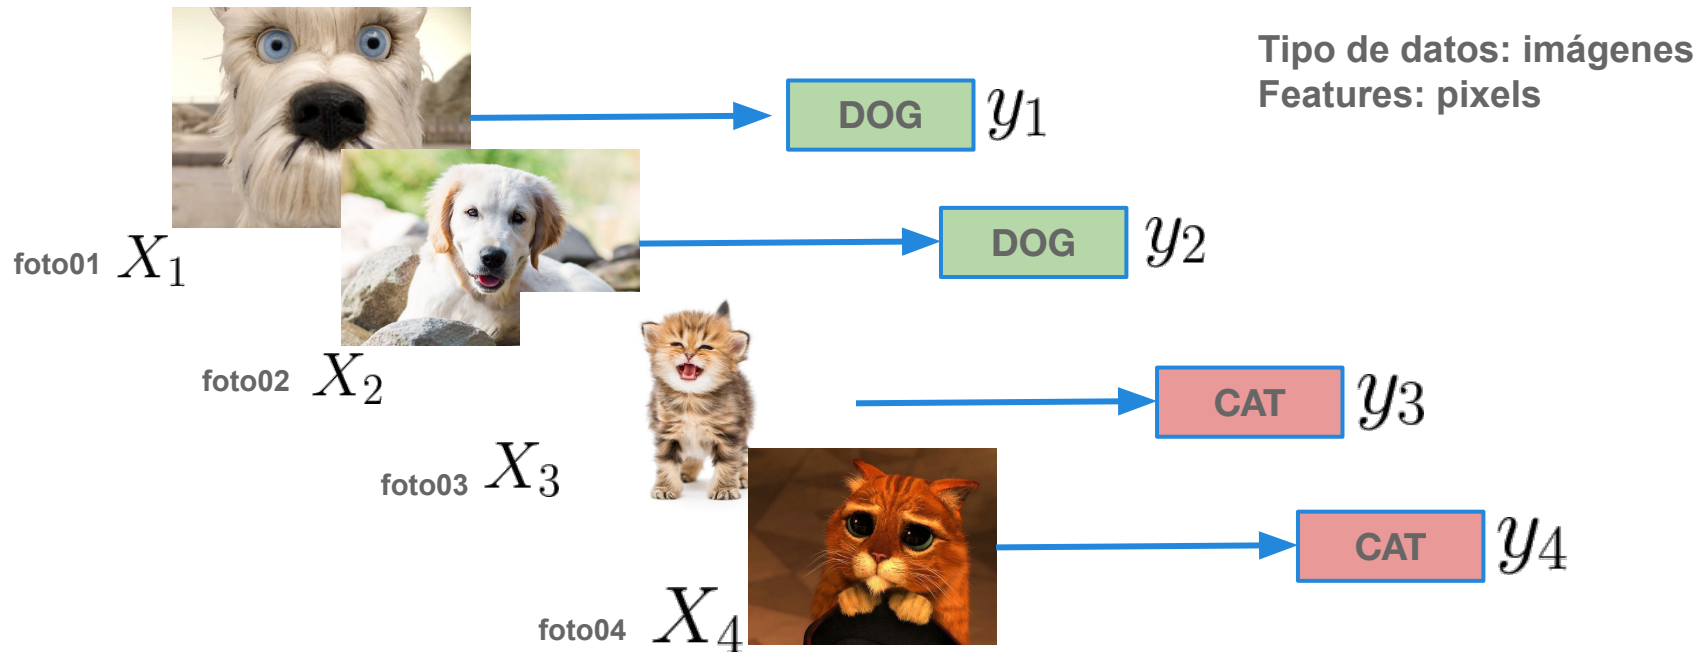 Tipo de datos: imágenes
Features: pixels
DOG y₁
foto01 X₁
DOG y₂
foto02 X₂
CAT y₃
foto03 X₃
CAT y₄
foto04 X₄